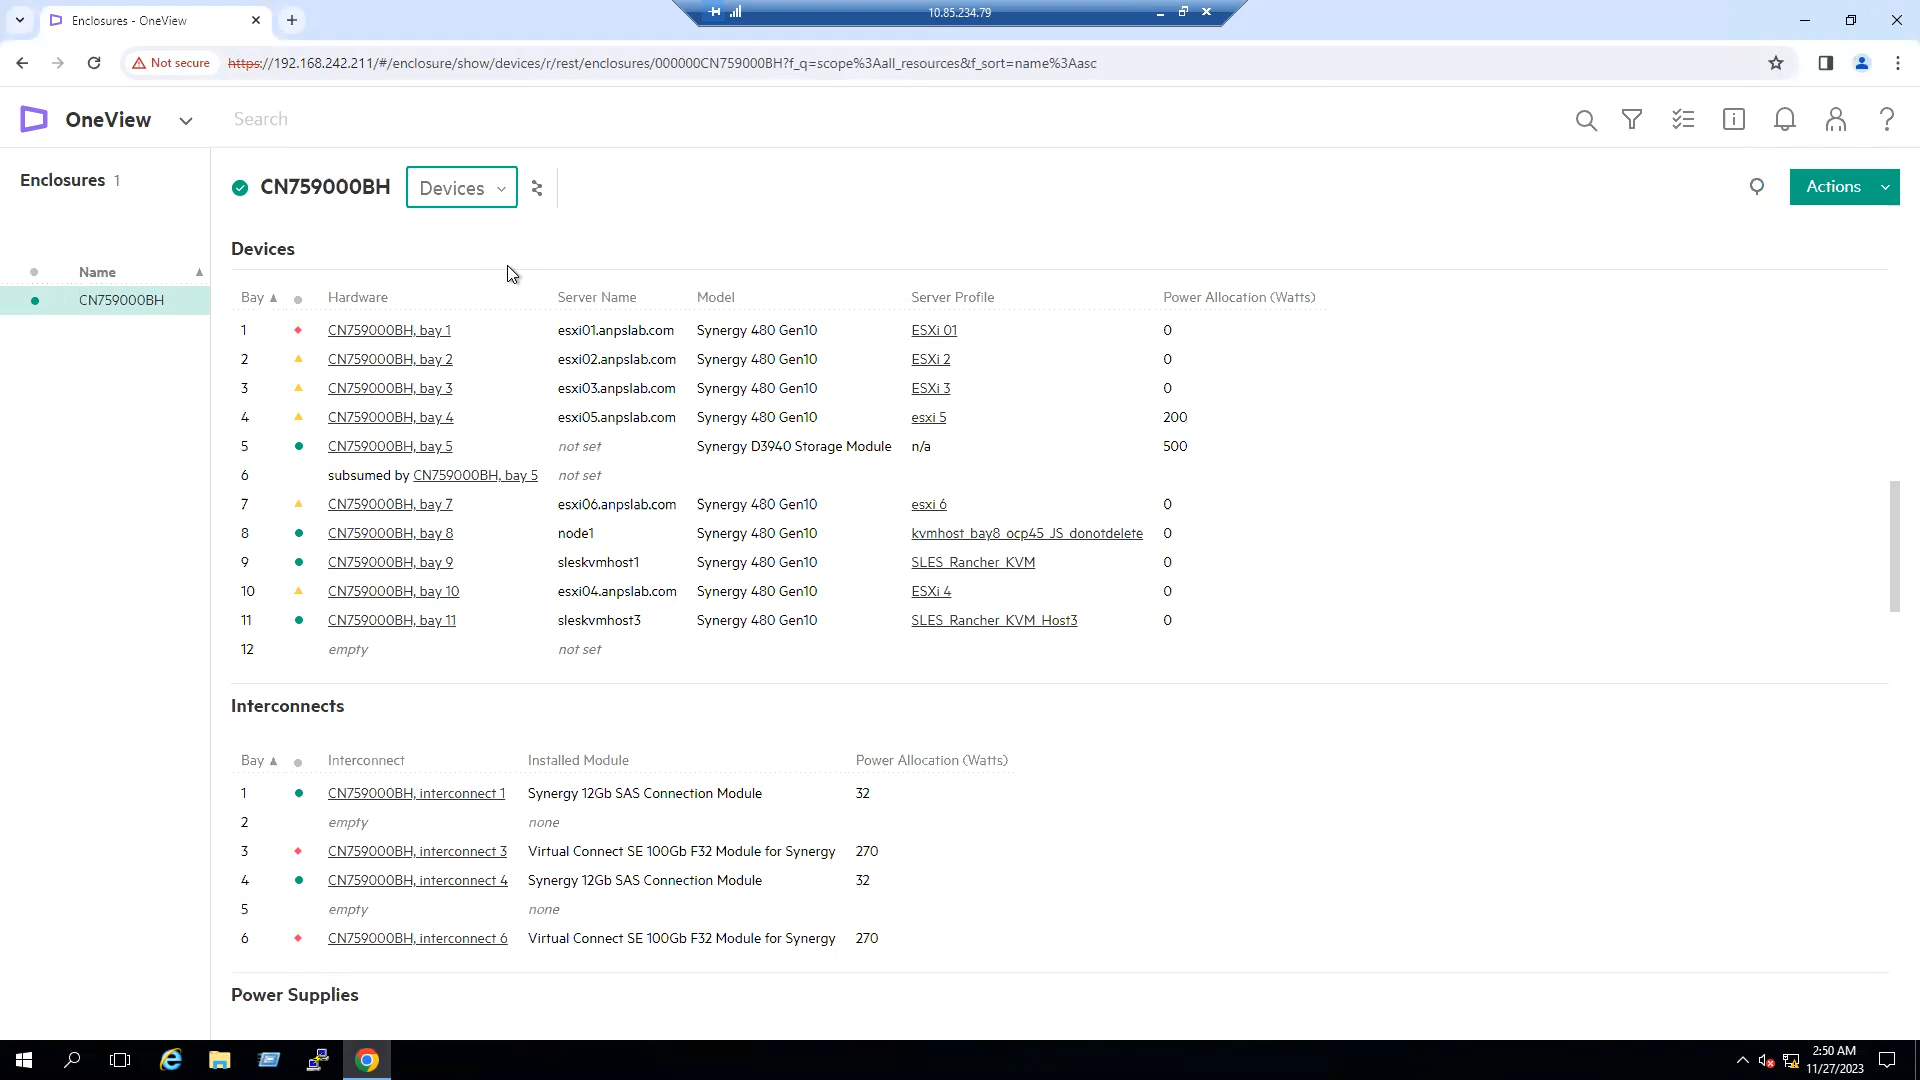 Enclosures - OneView
10.85.234.79
Not secure
https://192.168.242.211/#/enclosure/show/devices/r/rest/enclosures/000000CN759000BH?f_q=scope%3Aall_resources&f_sort=name%3Aasc
OneView
Search
Enclosures 1
CN759000BH
Devices
Actions
Name
CN759000BH
Devices
Bay Hardware Server Name Model Server Profile Power Allocation (Watts)
1 CN759000BH, bay 1 esxi01.anpslab.com Synergy 480 Gen10 ESXi 01 0
2 CN759000BH, bay 2 esxi02.anpslab.com Synergy 480 Gen10 ESXi 2 0
3 CN759000BH, bay 3 esxi03.anpslab.com Synergy 480 Gen10 ESXi 3 0
4 CN759000BH, bay 4 esxi05.anpslab.com Synergy 480 Gen10 esxi 5 200
5 CN759000BH, bay 5 not set Synergy D3940 Storage Module n/a 500
6 subsumed by CN759000BH, bay 5 not set
7 CN759000BH, bay 7 esxi06.anpslab.com Synergy 480 Gen10 esxi 6 0
8 CN759000BH, bay 8 node1 Synergy 480 Gen10 kvmhost_bay8_ocp45_JS_donotdelete 0
9 CN759000BH, bay 9 sleskvmhost1 Synergy 480 Gen10 SLES_Rancher_KVM 0
10 CN759000BH, bay 10 esxi04.anpslab.com Synergy 480 Gen10 ESXi 4 0
11 CN759000BH, bay 11 sleskvmhost3 Synergy 480 Gen10 SLES_Rancher_KVM_Host3 0
12 empty not set
Interconnects
Bay Interconnect Installed Module Power Allocation (Watts)
1 CN759000BH, interconnect 1 Synergy 12Gb SAS Connection Module 32
2 empty none
3 CN759000BH, interconnect 3 Virtual Connect SE 100Gb F32 Module for Synergy 270
4 CN759000BH, interconnect 4 Synergy 12Gb SAS Connection Module 32
5 empty none
6 CN759000BH, interconnect 6 Virtual Connect SE 100Gb F32 Module for Synergy 270
Power Supplies
2:50 AM
11/27/2023